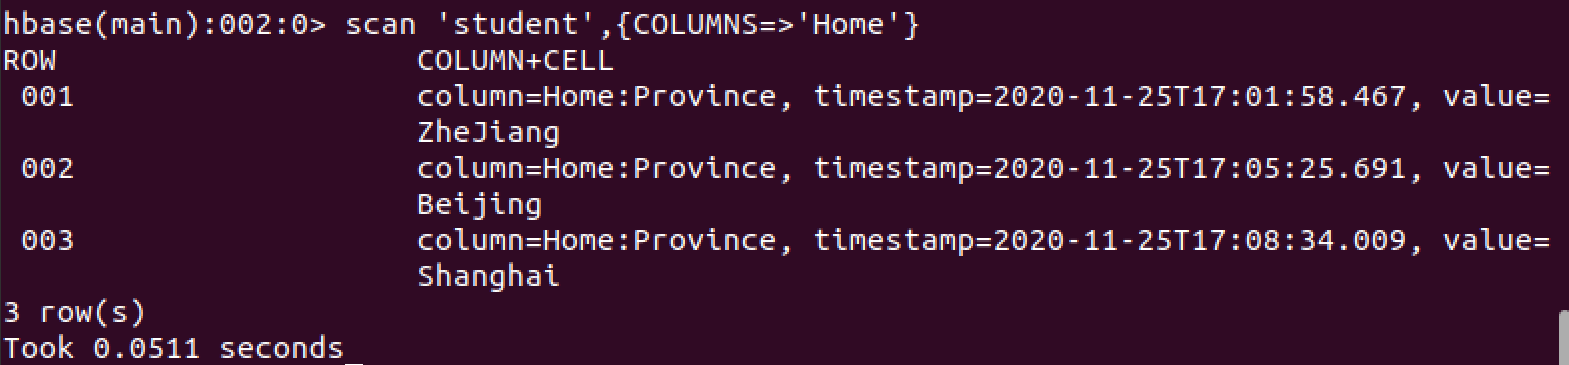 hbase(main):002:0> scan 'student',{COLUMNS=>'Home'}
ROW COLUMN+CELL
001 column=Home:Province, timestamp=2020-11-25T17:01:58.467, value=
ZheJiang
002 column=Home:Province, timestamp=2020-11-25T17:05:25.691, value=
Beijing
003 column=Home:Province, timestamp=2020-11-25T17:08:34.009, value=
Shanghai
3 row(s)
Took 0.0511 seconds